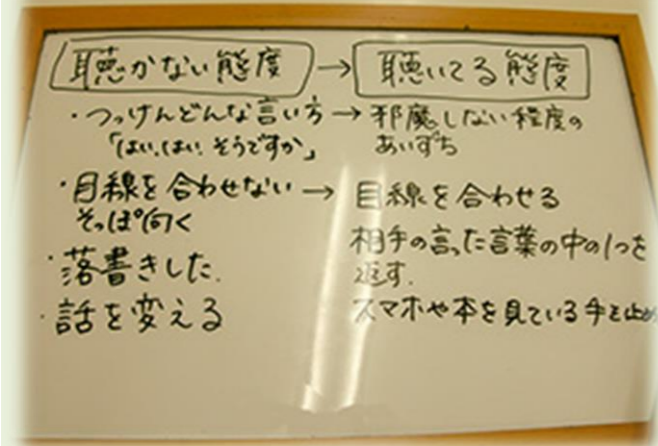 聴かない態度 → 聴いてる態度
・つっけんどんな言い方 → 邪魔しない程度の
「はい、はい、そうですか」 あいずち
・目線を合わせない → 目線を合わせる
そっぽ向く
相手の言った言葉の中の1つを
・落書きした.
返す.
・話を変える
スマホや本を見ている手を止め